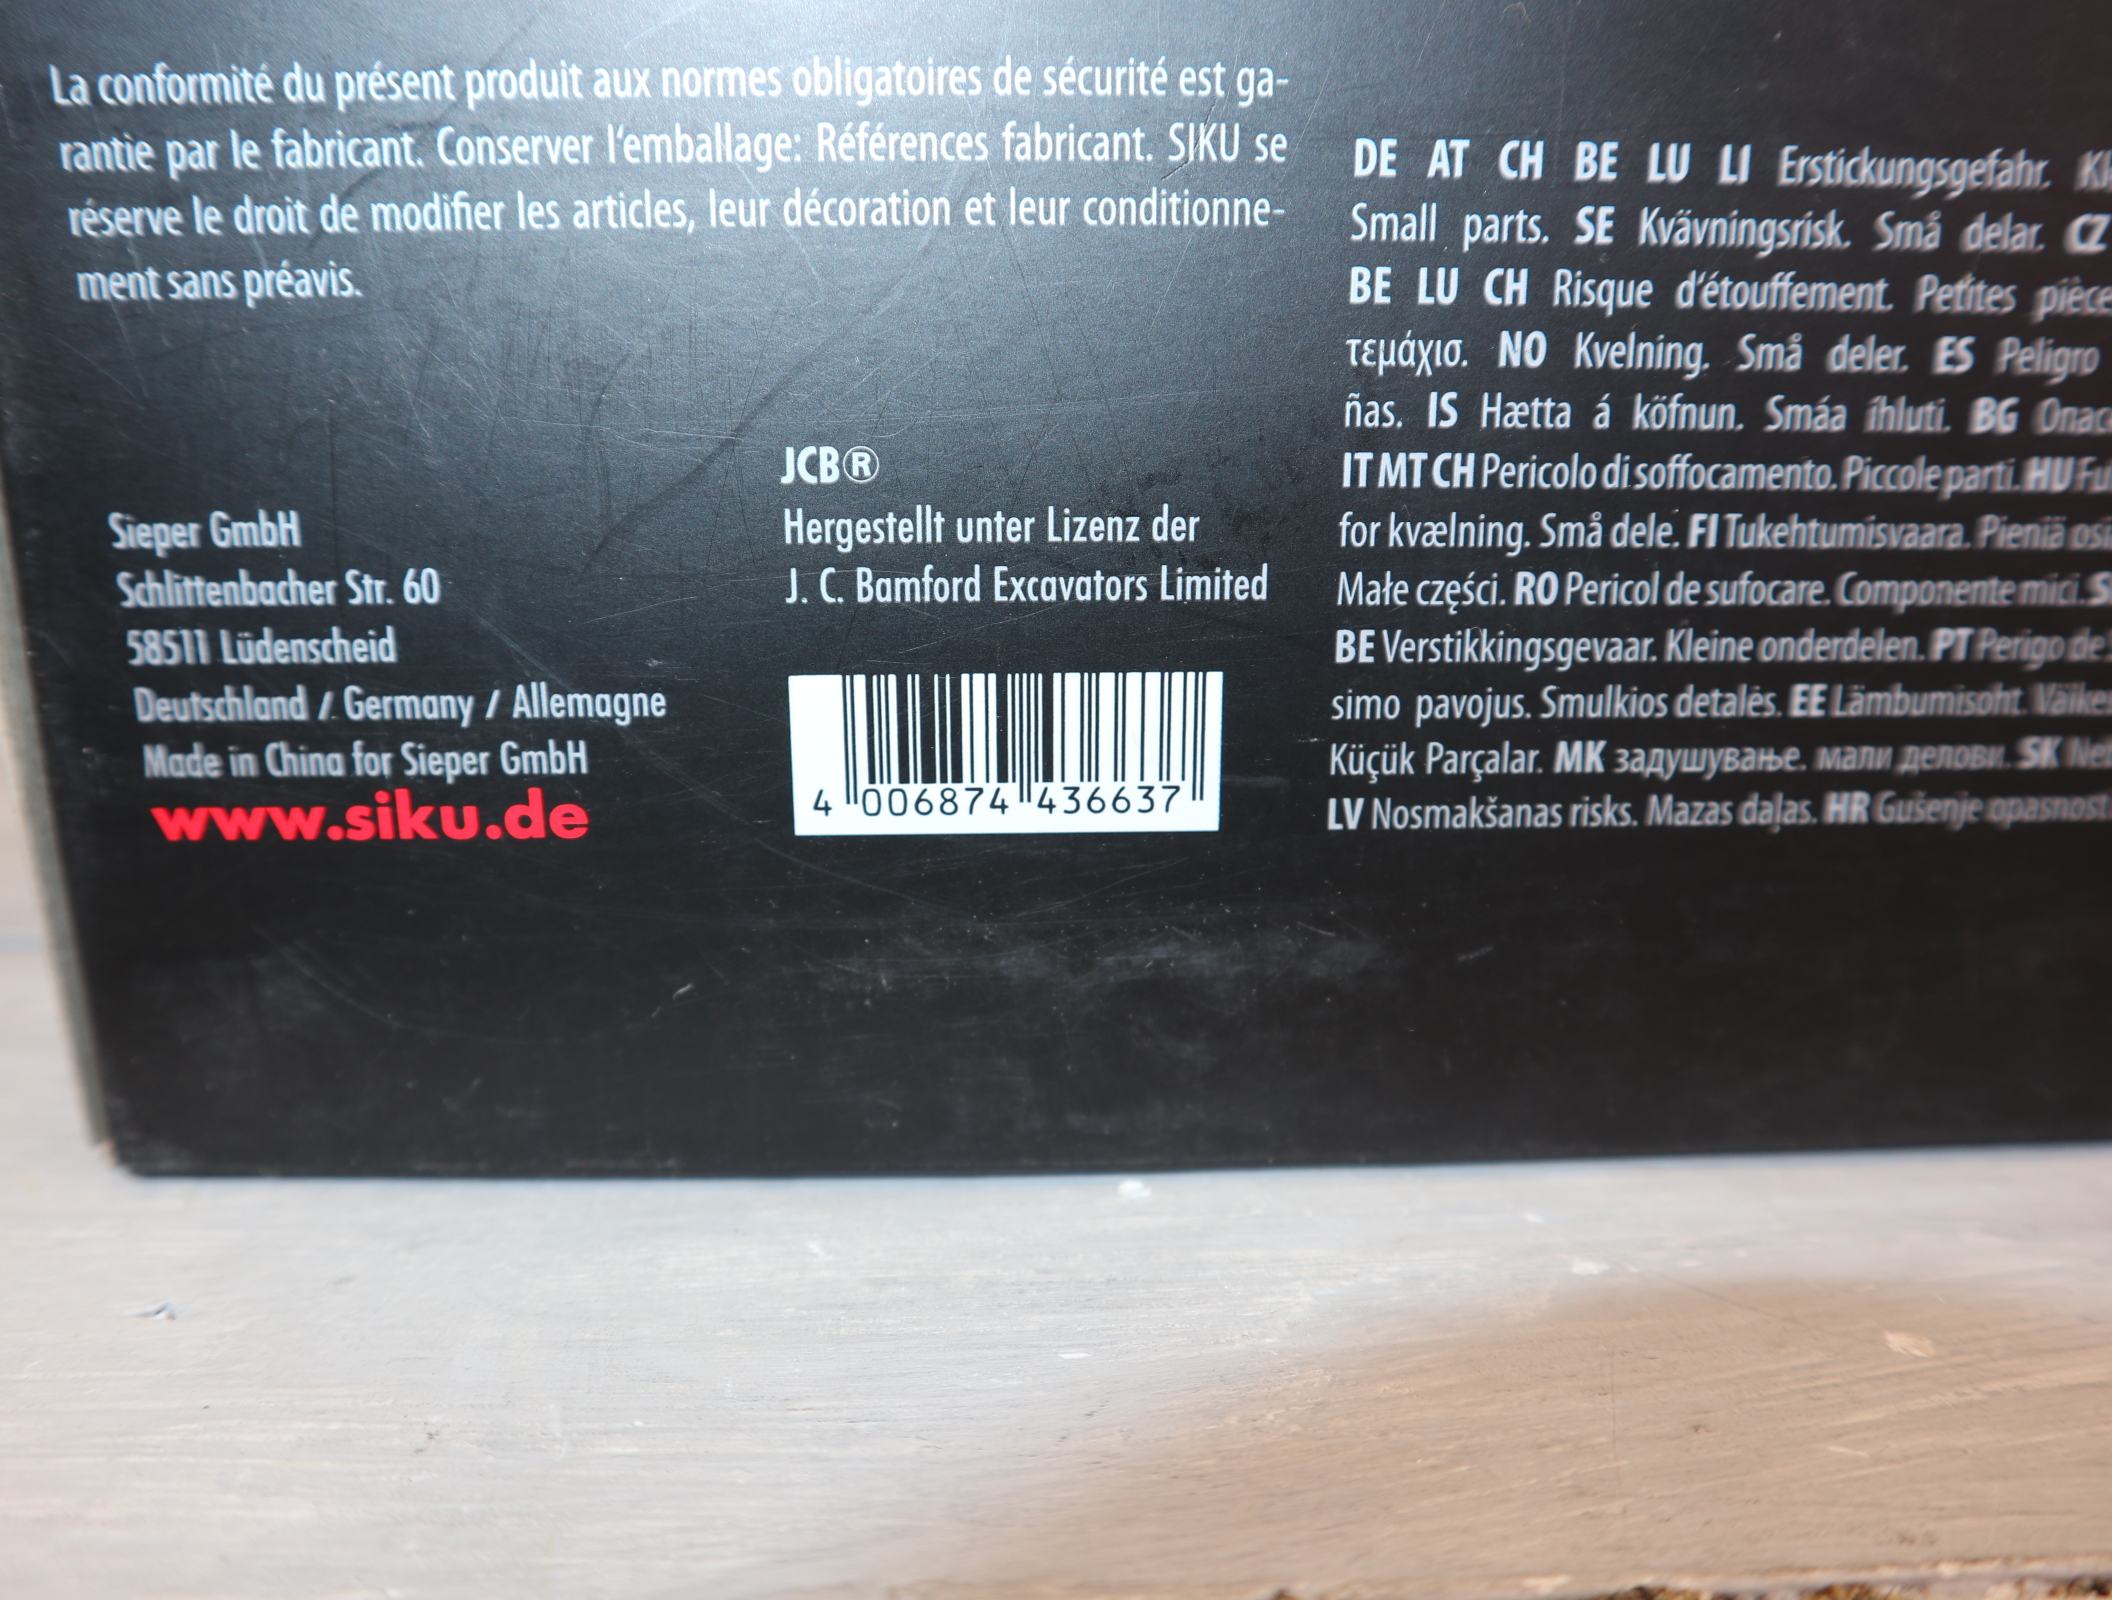 La conformité du présent produit aux normes obligatoires de sécurité est ga-
rantie par le fabricant. Conserver l'emballage: Références fabricant. SIKU se
réserve le droit de modifier les articles, leur décoration et leur conditionne-
ment sans préavis.
Sieper GmbH
Schlittenbacher Str. 60
58511 Lüdenscheid
Deutschland / Germany / Allemagne
Made in China for Sieper GmbH
www.siku.de
JCB®
Hergestellt unter Lizenz der
J. C. Bamford Excavators Limited
4 006874 436637
DE AT CH BE LU LI Erstickungsgefahr.
Small parts. SE Kvävningsrisk. Små delar. CZ
BE LU CH Risque d'étouffement. Petites
τεμάχισ. NO Kvelning. Små deler. ES Peligro
ñas. IS Hætta á köfnun. Smáa íhluti. BG
IT MT CH Pericolo di soffocamento. Piccole parti. HU
for kvælning. Små dele. FI Tukehtumisvaara. Pieniä
Małe części. RO Pericol de sufocare. Componente mici.
BE Verstikkingsgevaar. Kleine onderdelen. PT Perigo de
simo pavojus. Smulkios detalės. EE Lämbumisoht.
Küçük Parçalar. MK задушување. мали делови. SK
LV Nosmakšanas risks. Mazas daļas. HR Gušenje